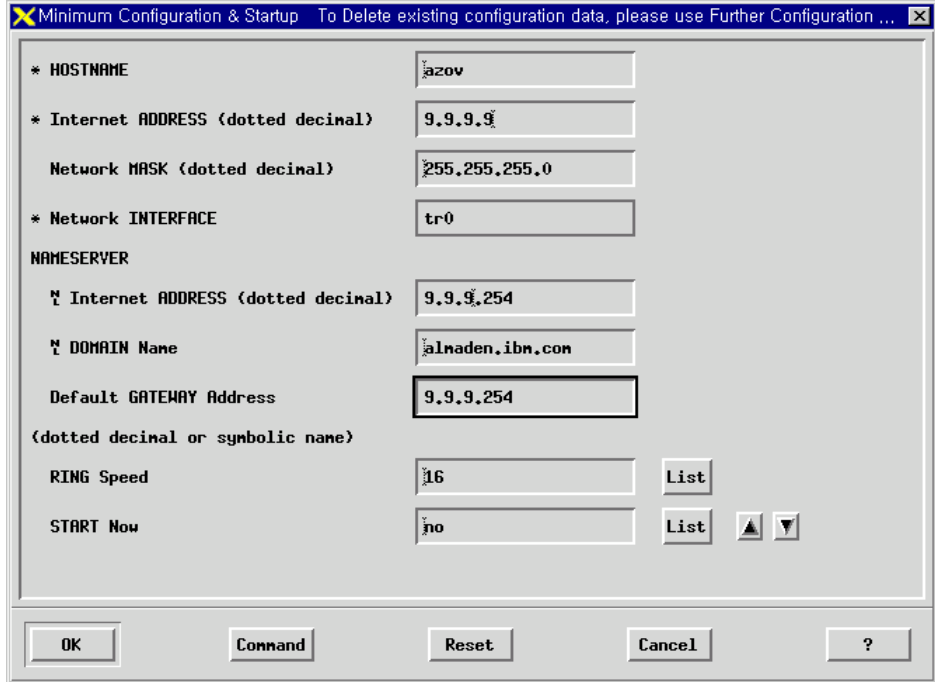 Minimum Configuration & Startup To Delete existing configuration data, please use Further Configuration ...
* HOSTNAME azov
* Internet ADDRESS (dotted decimal) 9.9.9.9
Network MASK (dotted decimal) 255.255.255.0
* Network INTERFACE tr0
NAMESERVER
NL Internet ADDRESS (dotted decimal) 9.9.9.254
NL DOMAIN Name almaden.ibm.com
Default GATEWAY Address 9.9.9.254
(dotted decimal or symbolic name)
RING Speed 16 List
START Now no List
OK Command Reset Cancel ?